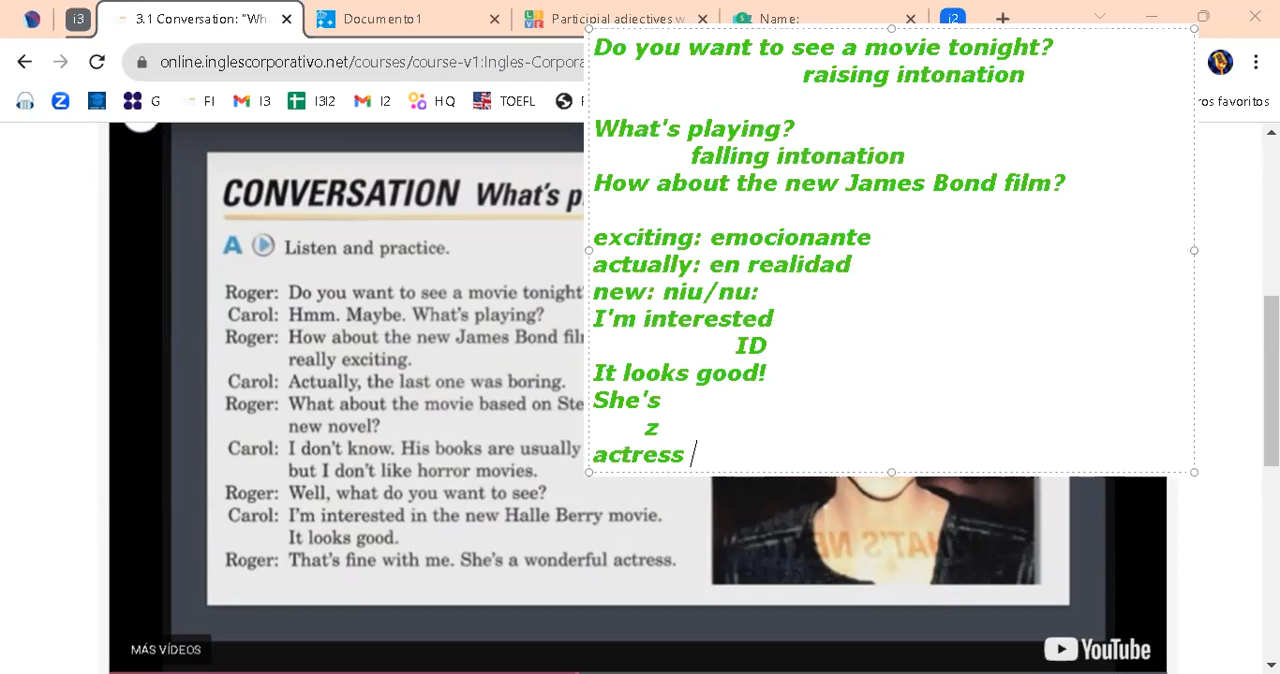 i3
3.1 Conversation: "Wh
Documento1
Participial adjectives w
Name:
i2
online.inglescorporativo.net/courses/course-v1:Ingles-Corpora
G
FI
I3
I3I2
I2
HQ
TOEFL
ros favoritos
Do you want to see a movie tonight?
raising intonation
What's playing?
falling intonation
How about the new James Bond film?
exciting: emocionante
actually: en realidad
new: niu/nu:
I'm interested
ID
It looks good!
She's
z
actress /
CONVERSATION What's p
A Listen and practice.
Roger: Do you want to see a movie tonight
Carol: Hmm. Maybe. What's playing?
Roger: How about the new James Bond fil
really exciting.
Carol: Actually, the last one was boring.
Roger: What about the movie based on Ste
new novel?
Carol: I don't know. His books are usually
but I don't like horror movies.
Roger: Well, what do you want to see?
Carol: I'm interested in the new Halle Berry movie.
It looks good.
Roger: That's fine with me. She's a wonderful actress.
MÁS VÍDEOS
YouTube